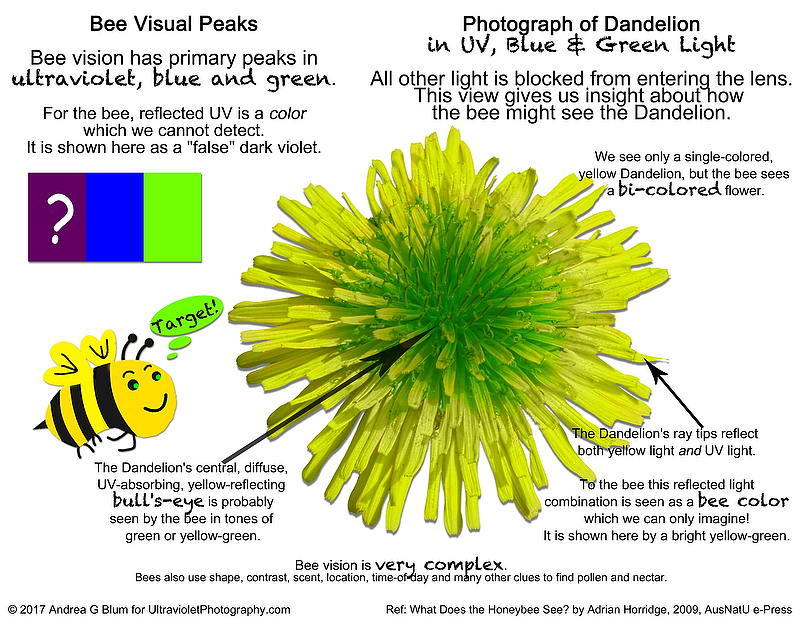 Bee Visual Peaks
Bee vision has primary peaks in
ultraviolet, blue and green.
For the bee, reflected UV is a color
which we cannot detect.
It is shown here as a "false" dark violet.
?
Target!
Photograph of Dandelion
in UV, Blue & Green Light
All other light is blocked from entering the lens.
This view gives us insight about how
the bee might see the Dandelion.
We see only a single-colored,
yellow Dandelion, but the bee sees
a bi-colored flower.
The Dandelion's central, diffuse,
UV-absorbing, yellow-reflecting
bull's-eye is probably
seen by the bee in tones of
green or yellow-green.
The Dandelion's ray tips reflect
both yellow light and UV light.
To the bee this reflected light
combination is seen as a bee color
which we can only imagine!
It is shown here by a bright yellow-green.
Bee vision is very complex.
Bees also use shape, contrast, scent, location, time-of-day and many other clues to find pollen and nectar.
© 2017 Andrea G Blum for UltravioletPhotography.com
Ref: What Does the Honeybee See? by Adrian Horridge, 2009, AusNatU e-Press